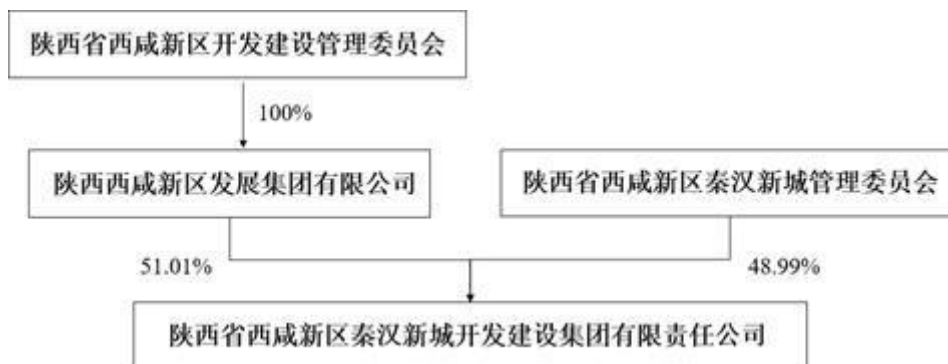 陕西省西咸新区开发建设管理委员会
100%
陕西西咸新区发展集团有限公司
陕西省西咸新区秦汉新城管理委员会
51.01%
48.99%
陕西省西咸新区秦汉新城开发建设集团有限责任公司